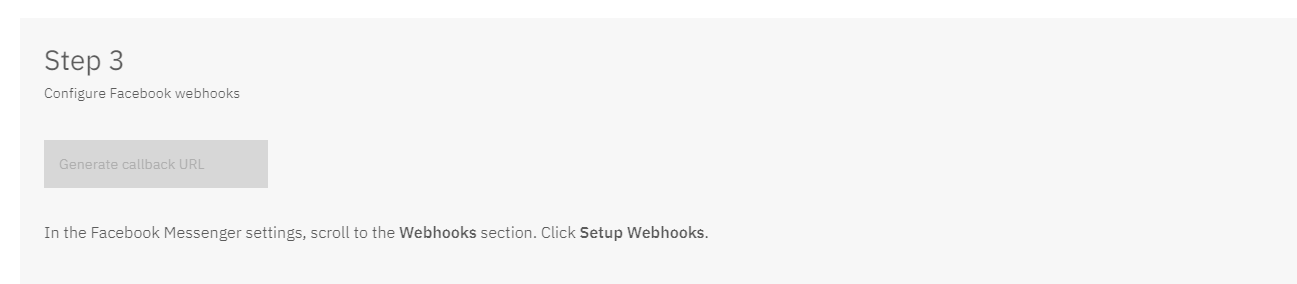 Step 3
Configure Facebook webhooks
Generate callback URL
In the Facebook Messenger settings, scroll to the Webhooks section. Click Setup Webhooks.